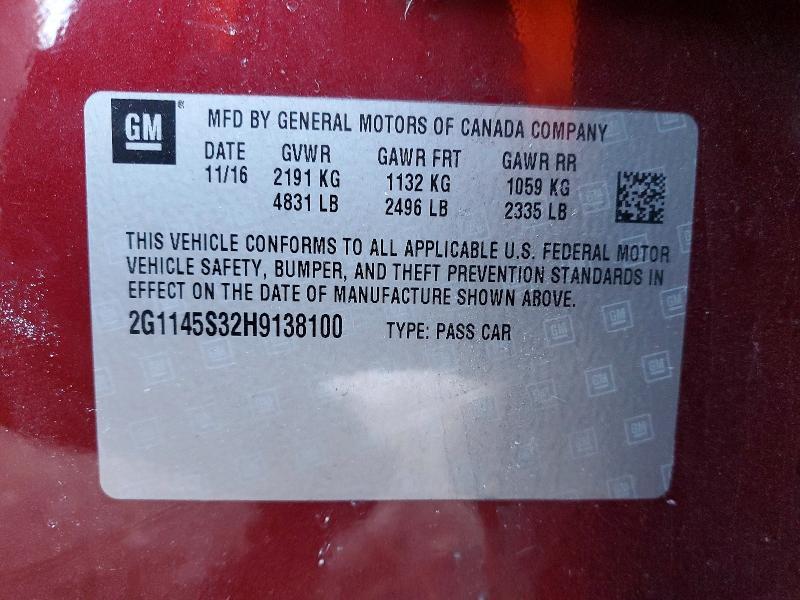 GM® MFD BY GENERAL MOTORS OF CANADA COMPANY
DATE GVWR GAWR FRT GAWR RR
11/16 2191 KG 1132 KG 1059 KG
4831 LB 2496 LB 2335 LB
THIS VEHICLE CONFORMS TO ALL APPLICABLE U.S. FEDERAL MOTOR
VEHICLE SAFETY, BUMPER, AND THEFT PREVENTION STANDARDS IN
EFFECT ON THE DATE OF MANUFACTURE SHOWN ABOVE.
2G1145S32H9138100 TYPE: PASS CAR